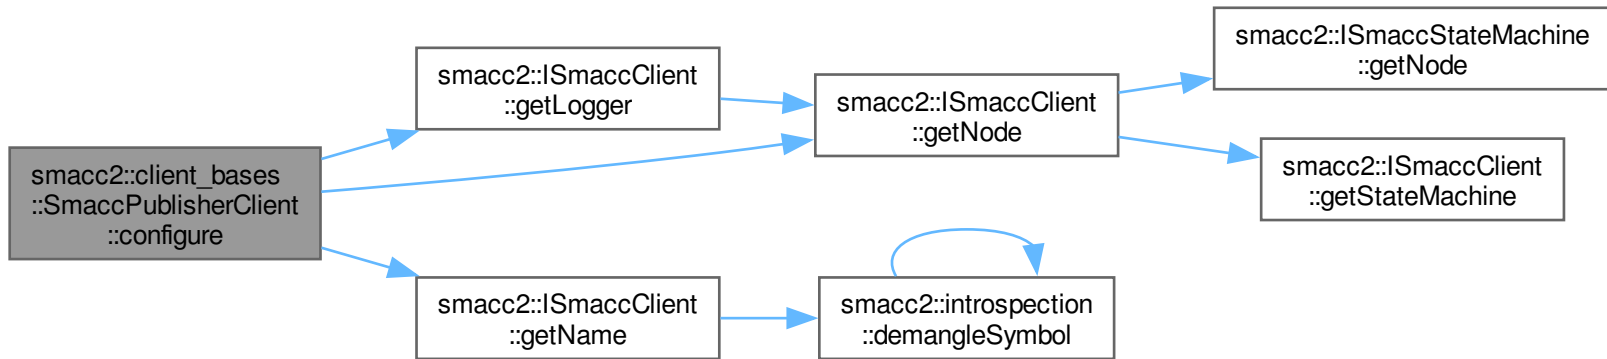 smacc2::client_bases
::SmaccPublisherClient
::configure
smacc2::ISmaccClient
::getLogger
smacc2::ISmaccClient
::getName
smacc2::ISmaccClient
::getNode
smacc2::introspection
::demangleSymbol
smacc2::ISmaccStateMachine
::getNode
smacc2::ISmaccClient
::getStateMachine